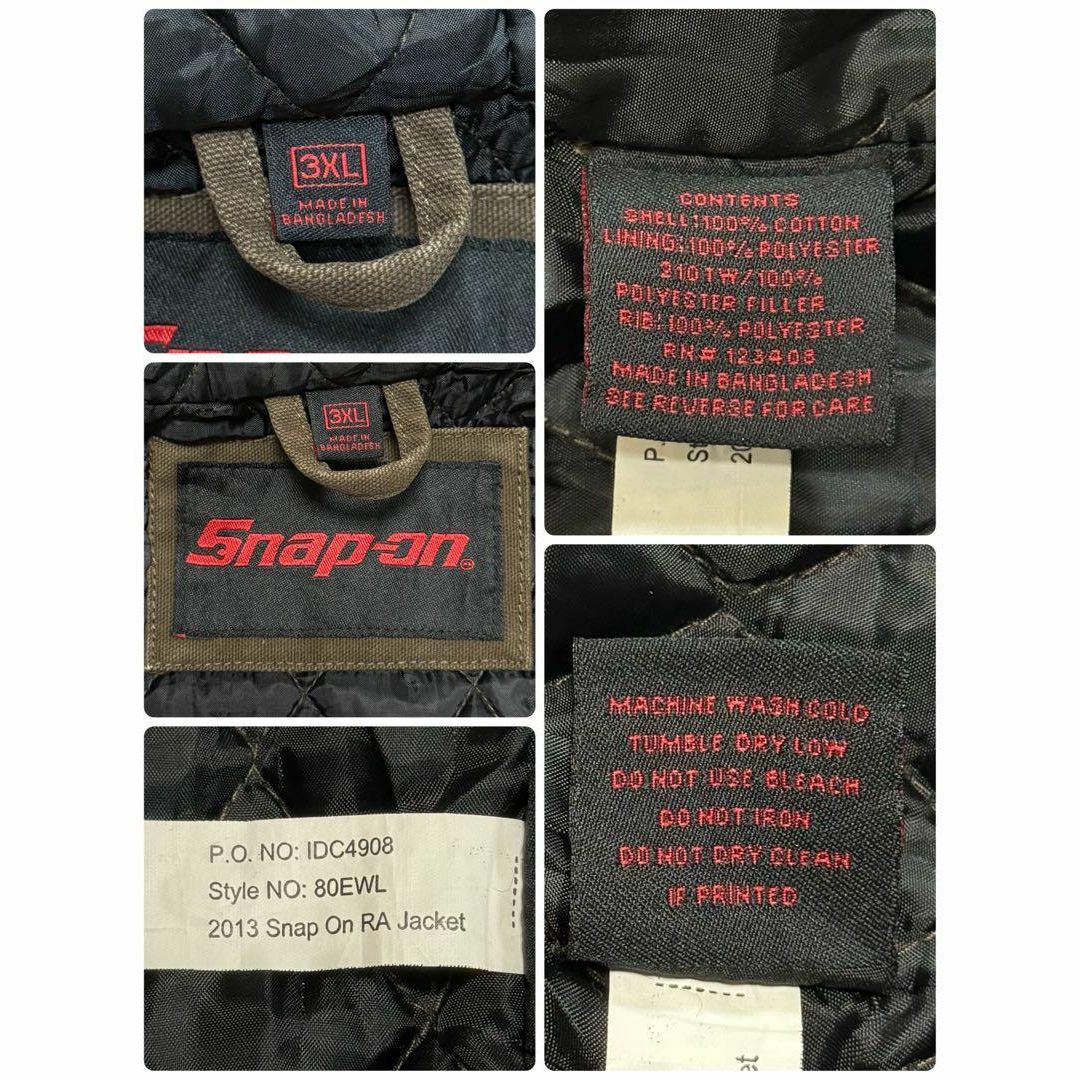 3XL
MADE IN
BANGLADESH
3XL
MADE IN
BANGLADESH
Snap-on
P.O. NO: IDC4908
Style NO: 80EWL
2013 Snap On RA Jacket
CONTENTS
SHELL:100% COTTON
LINING:100% POLYESTER
210TW/100%
POLYESTER FILLER
RIB:100% POLYESTER
RN# 123408
MADE IN BANGLADESH
SEE REVERSE FOR CARE
P.
St
20
MACHINE WASH COLD
TUMBLE DRY LOW
DO NOT USE BLEACH
DO NOT IRON
DO NOT DRY CLEAN
IF PRINTED
et